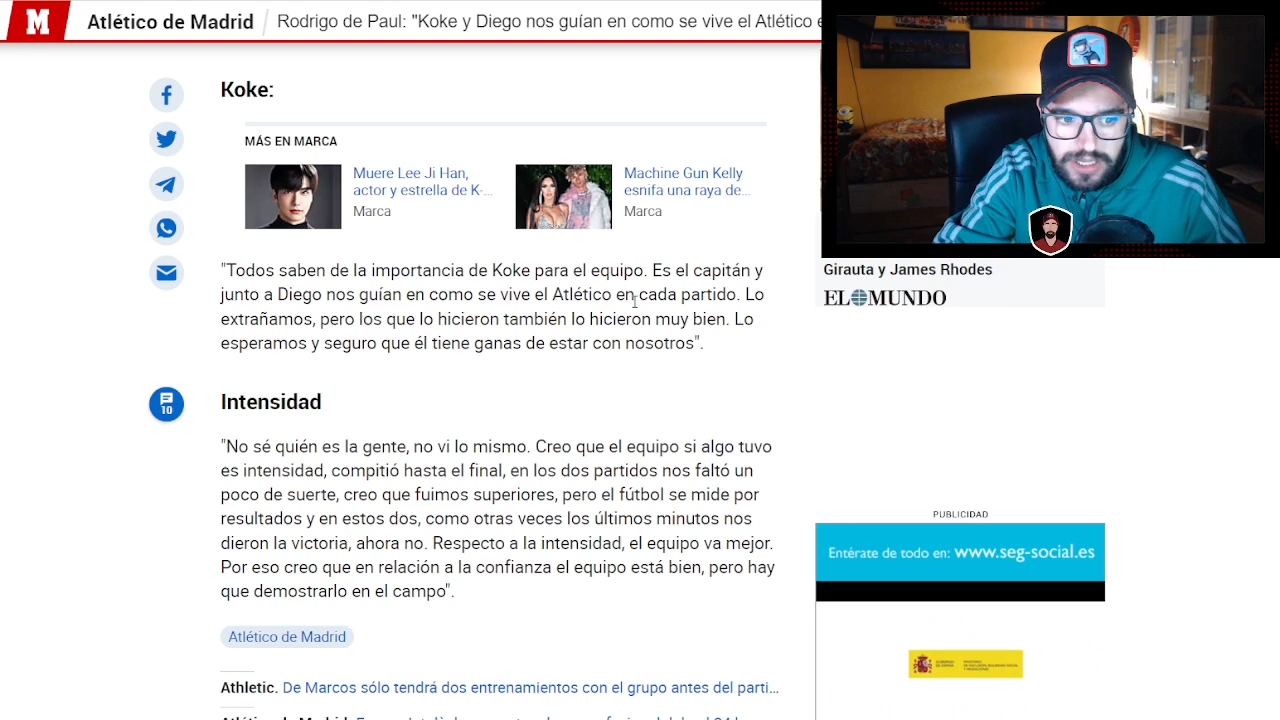 M
Atlético de Madrid
Rodrigo de Paul: "Koke y Diego nos guían en como se vive el Atlético
Koke:
MÁS EN MARCA
Muere Lee Ji Han,
actor y estrella de K-...
Marca
Machine Gun Kelly
esnifa una raya de...
Marca
"Todos saben de la importancia de Koke para el equipo. Es el capitán y
junto a Diego nos guían en como se vive el Atlético en cada partido. Lo
extrañamos, pero los que lo hicieron también lo hicieron muy bien. Lo
esperamos y seguro que él tiene ganas de estar con nosotros".
Girauta y James Rhodes
EL MUNDO
10
Intensidad
"No sé quién es la gente, no vi lo mismo. Creo que el equipo si algo tuvo
es intensidad, compitió hasta el final, en los dos partidos nos faltó un
poco de suerte, creo que fuimos superiores, pero el fútbol se mide por
resultados y en estos dos, como otras veces los últimos minutos nos
dieron la victoria, ahora no. Respecto a la intensidad, el equipo va mejor.
Por eso creo que en relación a la confianza el equipo está bien, pero hay
que demostrarlo en el campo".
PUBLICIDAD
Entérate de todo en: www.seg-social.es
Atlético de Madrid
Athletic. De Marcos sólo tendrá dos entrenamientos con el grupo antes del parti...